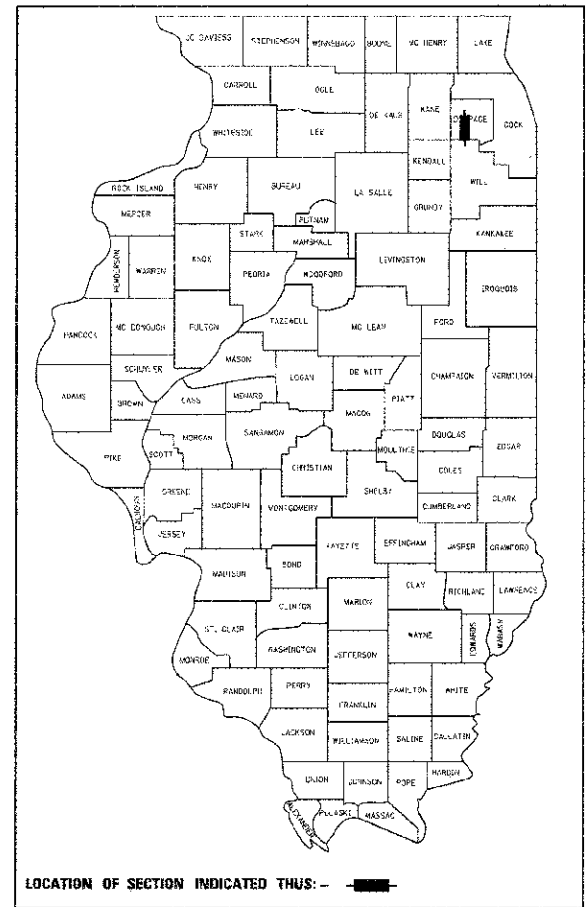 JO DAVIESS STEPHENSON WINNEBAGO BOONE MC HENRY LAKE
CARROLL OGLE
DE KALB KANE DU PAGE COOK
WHITESIDE LEE
KENDALL
ROCK ISLAND HENRY BUREAU LA SALLE WILL
MERCER PUTNAM GRUNDY
STARK MARSHALL KANKAKEE
HENDERSON WARREN KNOX PEORIA WOODFORD LIVINGSTON
IROQUOIS
HANCOCK MC DONOUGH FULTON TAZEWELL MC LEAN FORD
SCHUYLER MASON
ADAMS BROWN CASS MENARD LOGAN DE WITT PIATT CHAMPAIGN VERMILION
MACON
PIKE SCOTT MORGAN SANGAMON MOULTRIE DOUGLAS EDGAR
CHRISTIAN COLES
GREENE SHELBY
CALHOUN MACOUPIN MONTGOMERY CUMBERLAND CLARK
JERSEY
FAYETTE EFFINGHAM JASPER CRAWFORD
MADISON BOND
CLAY RICHLAND LAWRENCE
CLINTON MARION
ST. CLAIR WAYNE EDWARDS WABASH
WASHINGTON JEFFERSON
MONROE
RANDOLPH PERRY HAMILTON WHITE
FRANKLIN
JACKSON WILLIAMSON SALINE GALLATIN
UNION JOHNSON POPE HARDIN
ALEXANDER PULASKI MASSAC
LOCATION OF SECTION INDICATED THUS: -